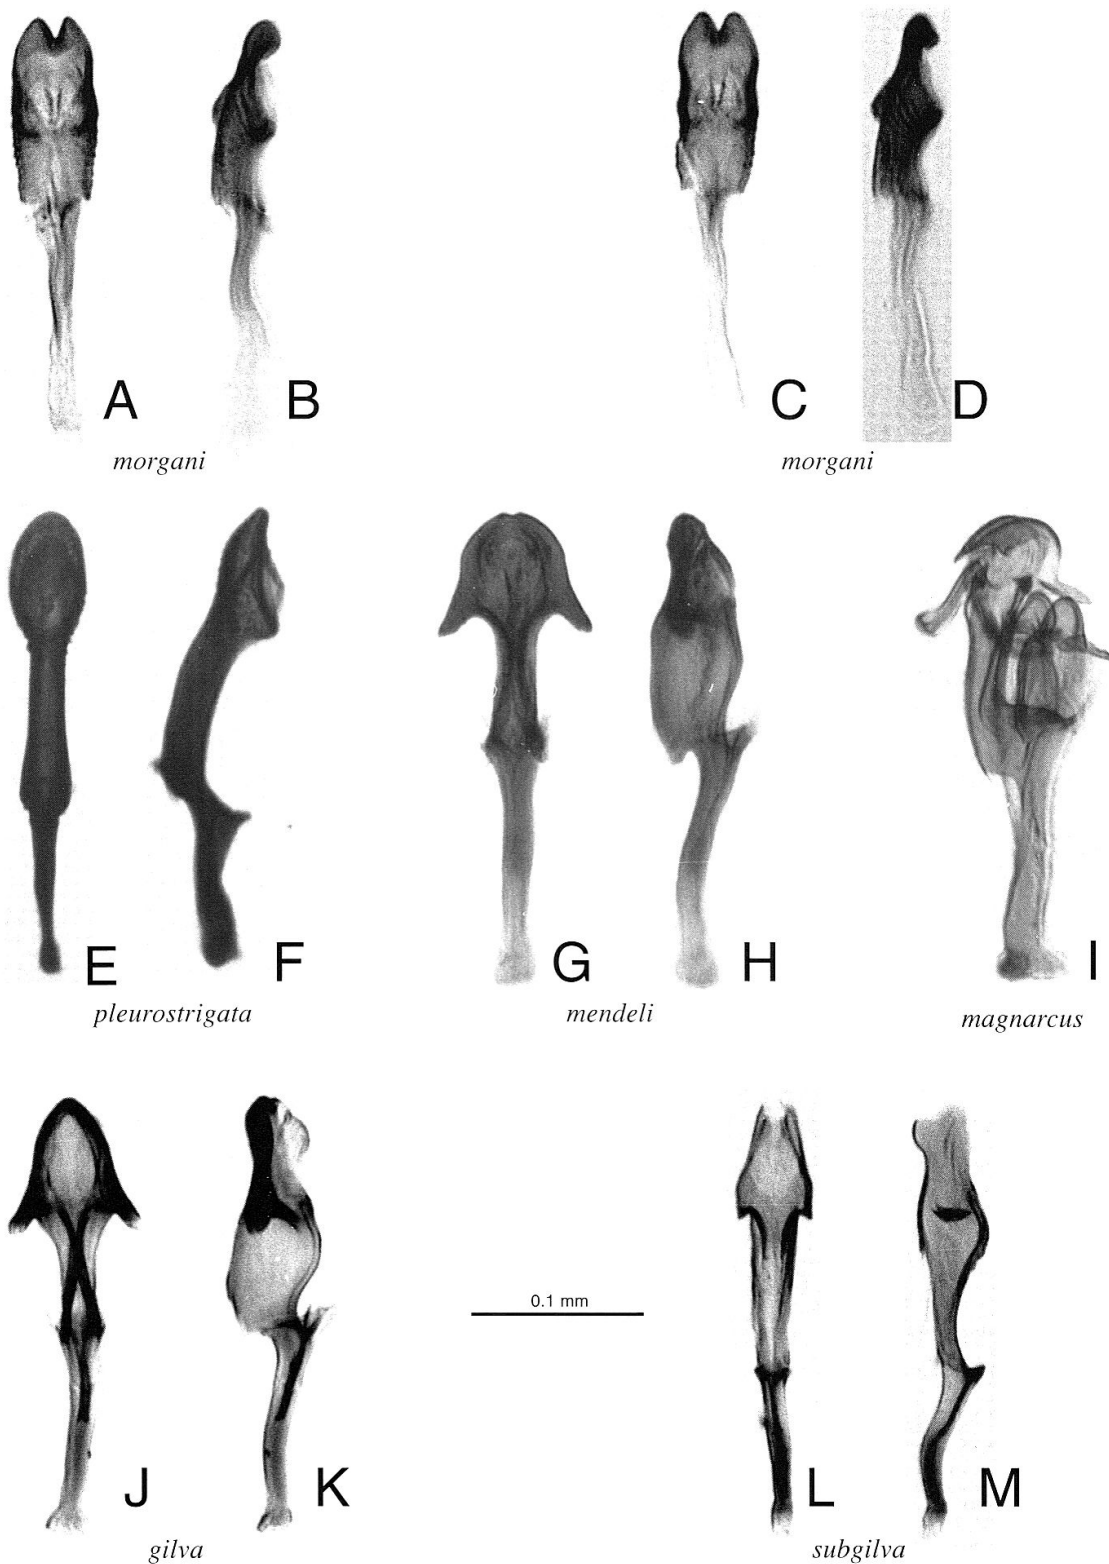 A
B
C
D
morgani
morgani
E
F
G
H
I
pleurostrigata
mendeli
magnarcus
0.1 mm
J
K
L
M
gilva
subgilva